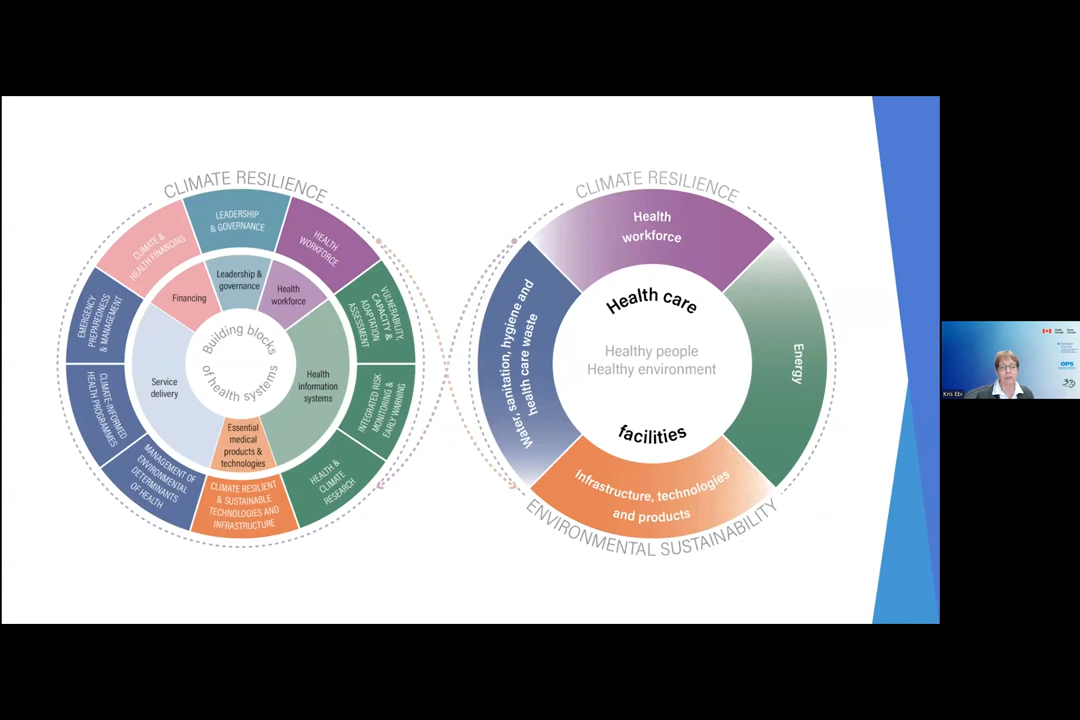 CLIMATE RESILIENCE
LEADERSHIP
& GOVERNANCE
HEALTH
WORKFORCE
VULNERABILITY,
CAPACITY &
ADAPTATION
ASSESSMENT
INTEGRATED RISK
MONITORING &
EARLY WARNING
HEALTH &
CLIMATE
RESEARCH
CLIMATE RESILIENT
& SUSTAINABLE
TECHNOLOGIES AND
INFRASTRUCTURE
MANAGEMENT OF
ENVIRONMENTAL
DETERMINANTS
OF HEALTH
CLIMATE-INFORMED
HEALTH PROGRAMMES
EMERGENCY
PREPAREDNESS
& MANAGEMENT
CLIMATE &
HEALTH FINANCING
Leadership &
governance
Health
workforce
Health
information
systems
Essential
medical
products &
technologies
Service
delivery
Financing
Building blocks
of health systems
CLIMATE RESILIENCE
Health
workforce
Energy
Infrastructure, technologies
and products
Water, sanitation, hygiene and
health care waste
Health care
Healthy people
Healthy environment
facilities
ENVIRONMENTAL SUSTAINABILITY
OPS
Kris Ebi